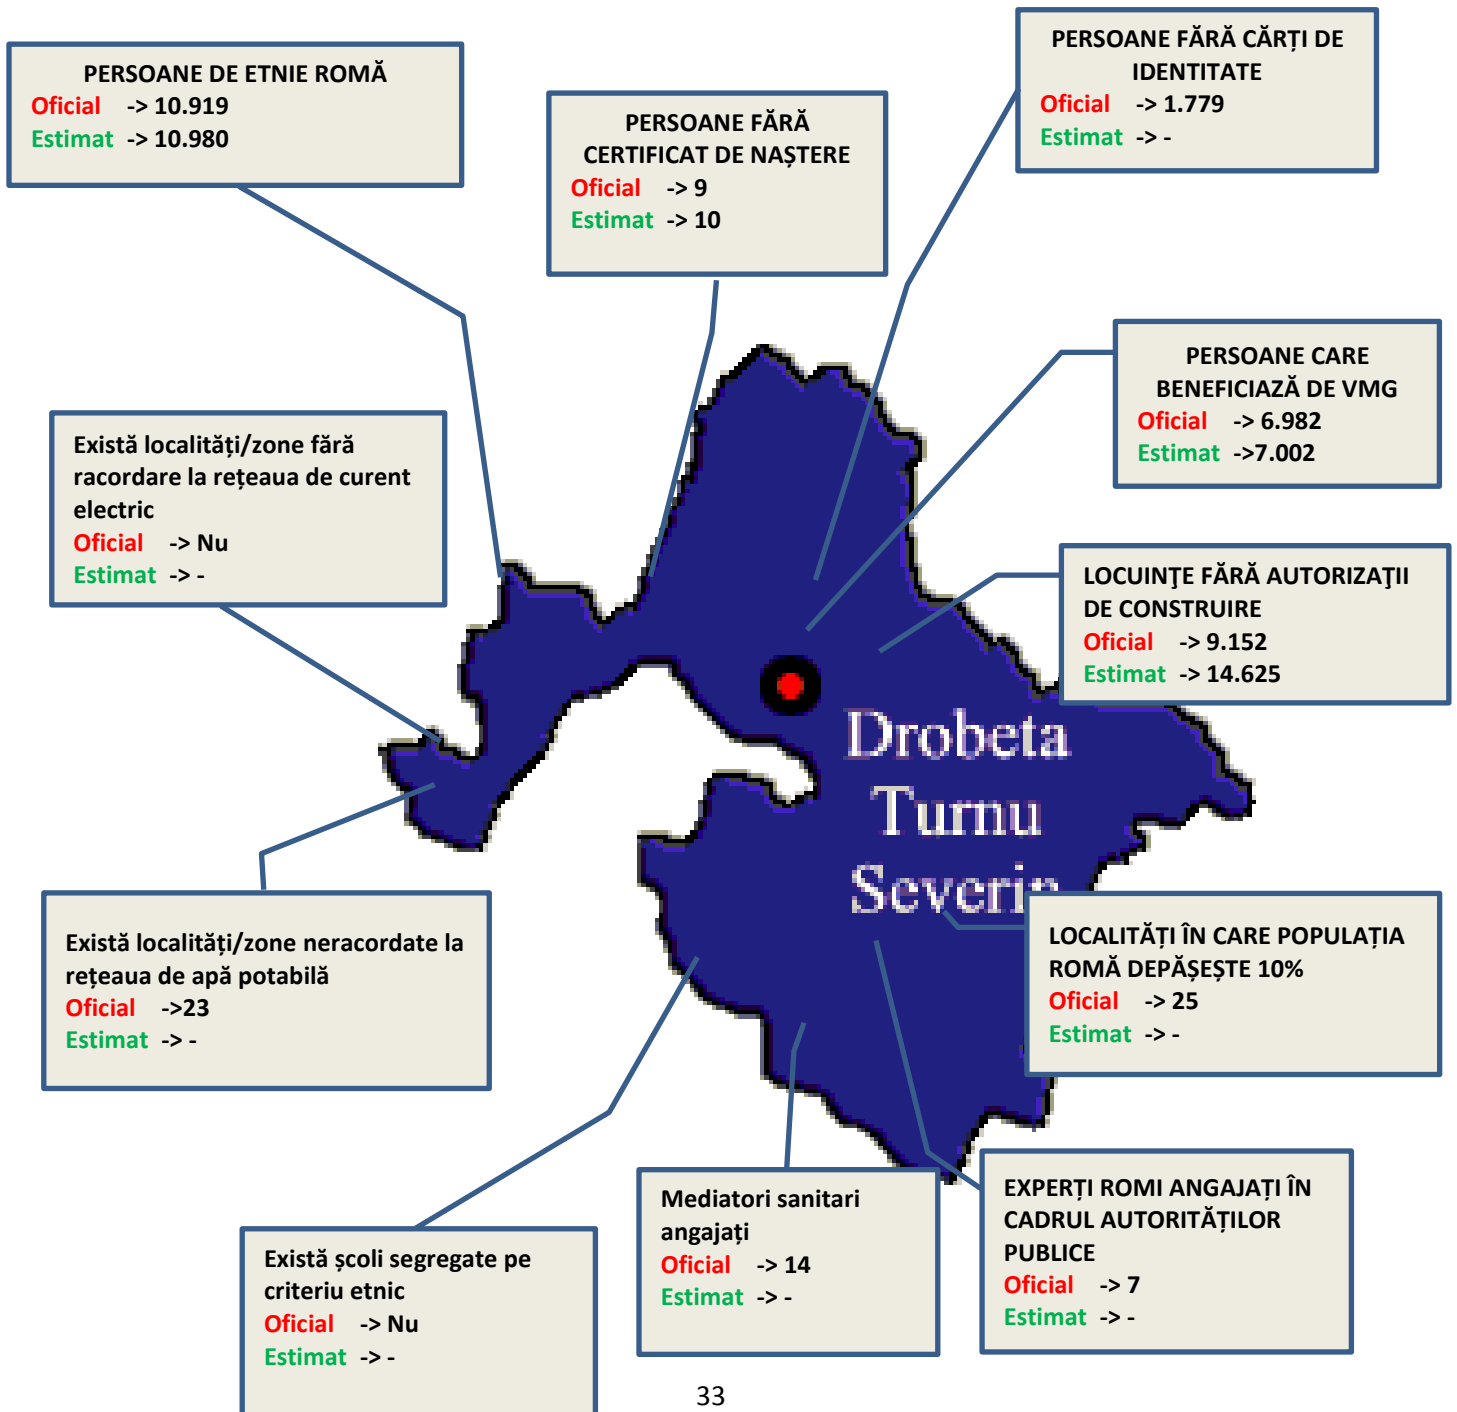 PERSOANE DE ETNIE ROMĂ
Oficial -> 10.919
Estimat -> 10.980
PERSOANE FĂRĂ
CERTIFICAT DE NAȘTERE
Oficial -> 9
Estimat -> 10
PERSOANE FĂRĂ CĂRȚI DE
IDENTITATE
Oficial -> 1.779
Estimat -> -
PERSOANE CARE
BENEFICIAZĂ DE VMG
Oficial -> 6.982
Estimat ->7.002
Există localități/zone fără
racordare la rețeaua de curent
electric
Oficial -> Nu
Estimat -> -
LOCUINŢE FĂRĂ AUTORIZAŢII
DE CONSTRUIRE
Oficial -> 9.152
Estimat -> 14.625
Drobeta
Turnu
Severin
Există localități/zone neracordate la
rețeaua de apă potabilă
Oficial ->23
Estimat -> -
LOCALITĂȚI ÎN CARE POPULAȚIA
ROMĂ DEPĂȘEȘTE 10%
Oficial -> 25
Estimat -> -
Există școli segregate pe
criteriu etnic
Oficial -> Nu
Estimat -> -
Mediatori sanitari
angajați
Oficial -> 14
Estimat -> -
EXPERȚI ROMI ANGAJAȚI ÎN
CADRUL AUTORITĂȚILOR
PUBLICE
Oficial -> 7
Estimat -> -
33